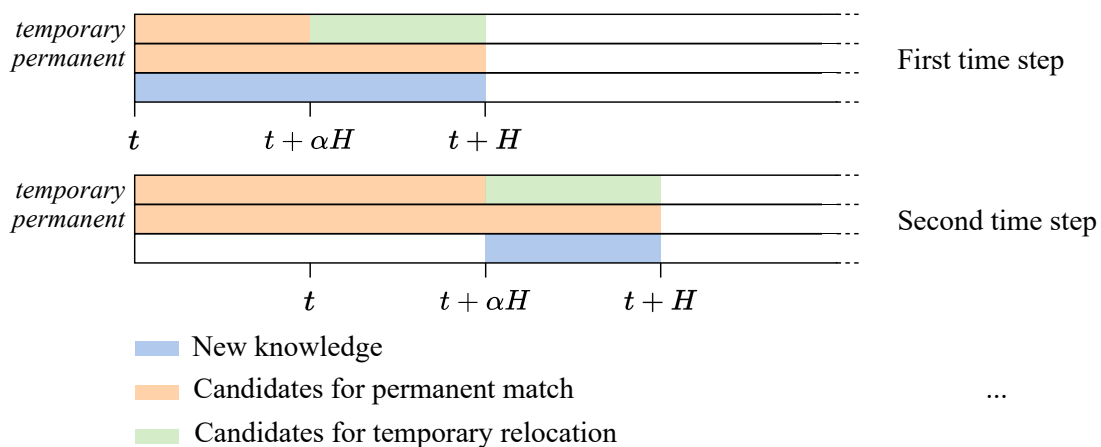 temporary
permanent
First time step
t
t + αH
t + H
temporary
permanent
Second time step
t
t + αH
t + H
New knowledge
Candidates for permanent match
...
Candidates for temporary relocation